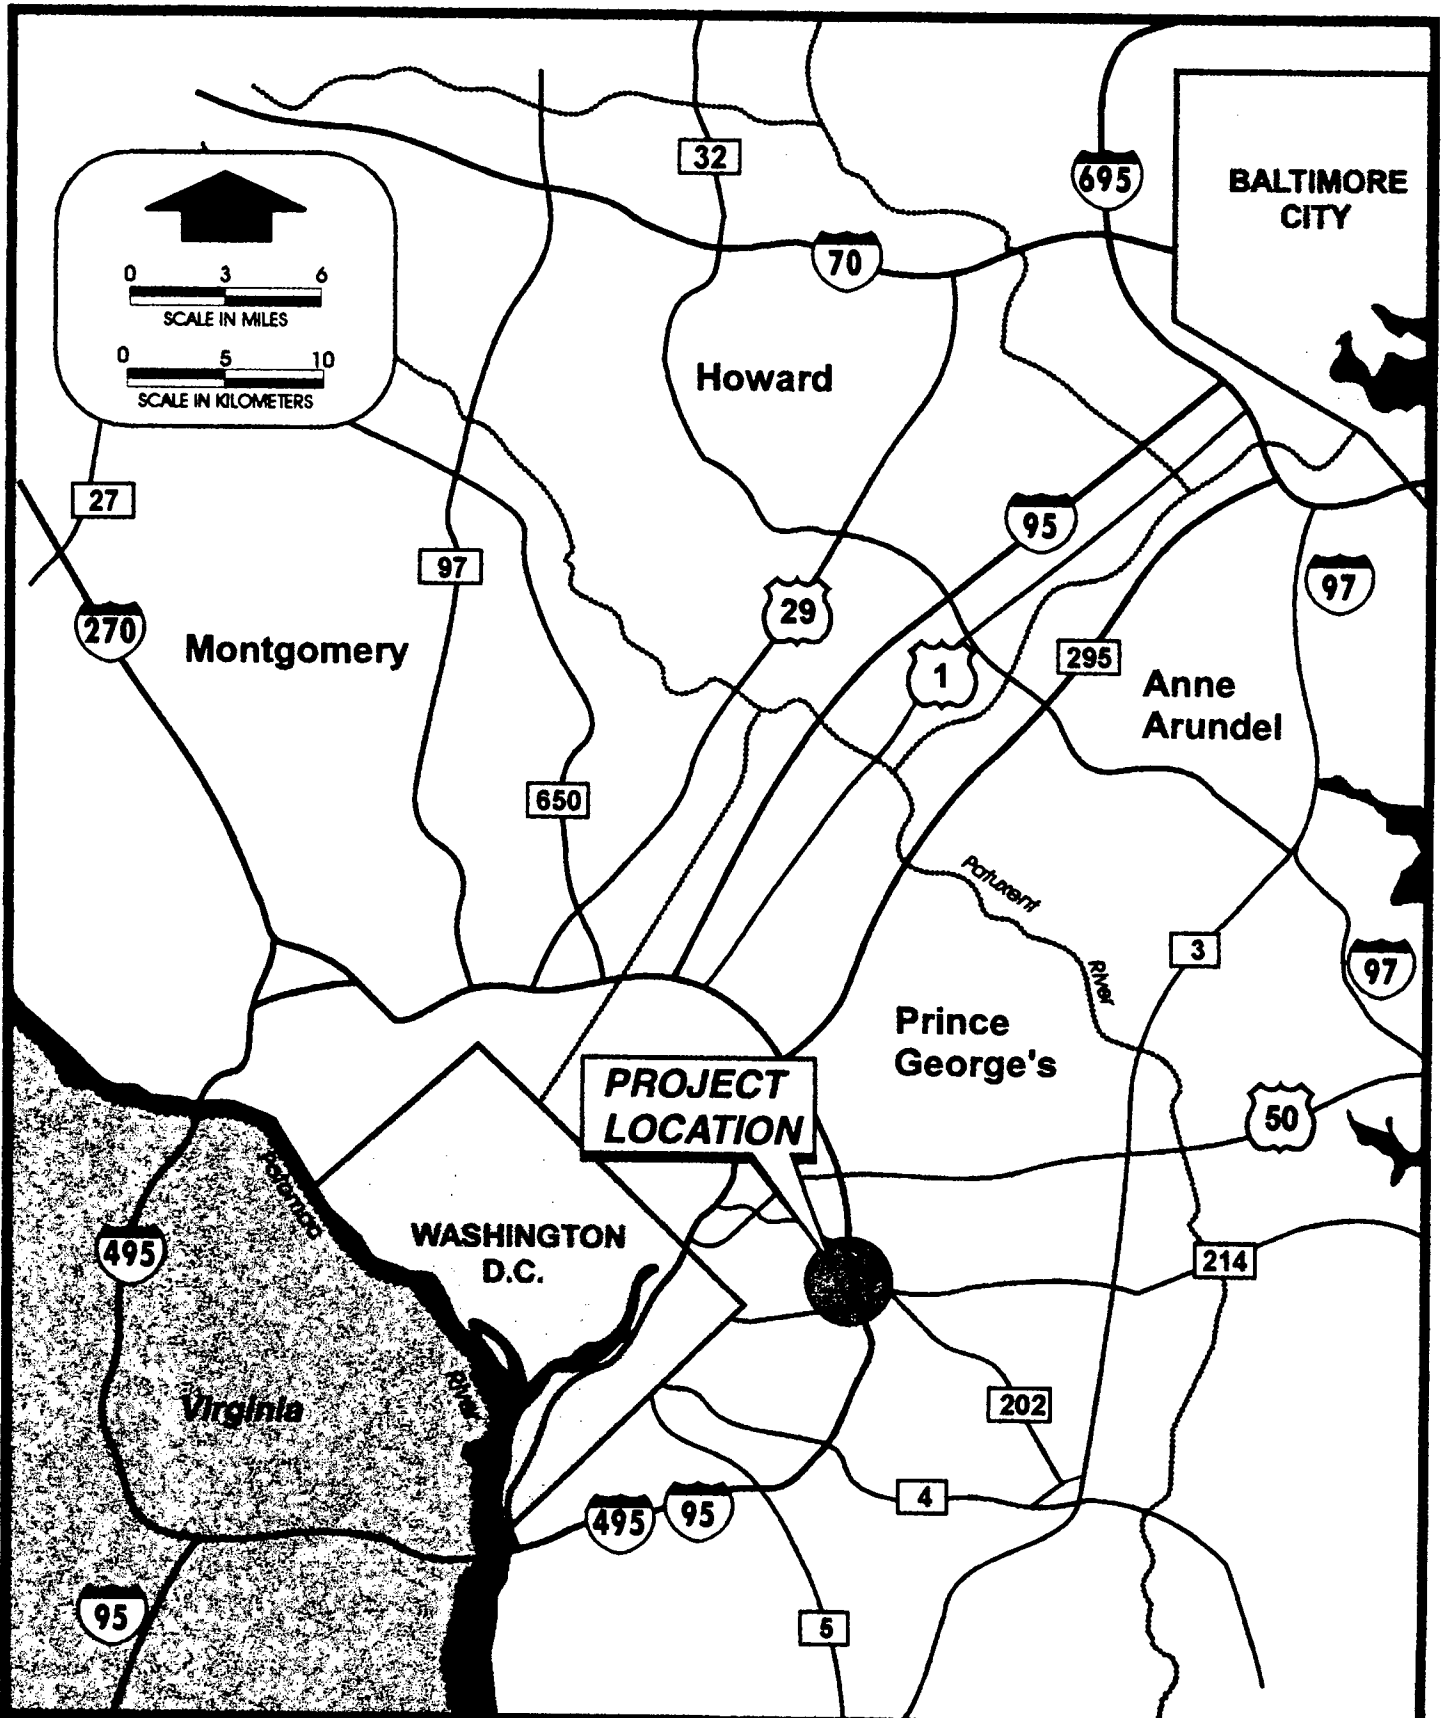 32
695
BALTIMORE
CITY
70
0 3 6
SCALE IN MILES
0 5 10
SCALE IN KILOMETERS
Howard
27
95
97
97
29
270
Montgomery
1
295
Anne
Arundel
650
Patuxent
River
3
97
Prince
George's
PROJECT
LOCATION
50
Potomac
River
495
WASHINGTON
D.C.
214
Virginia
202
4
495
95
95
5